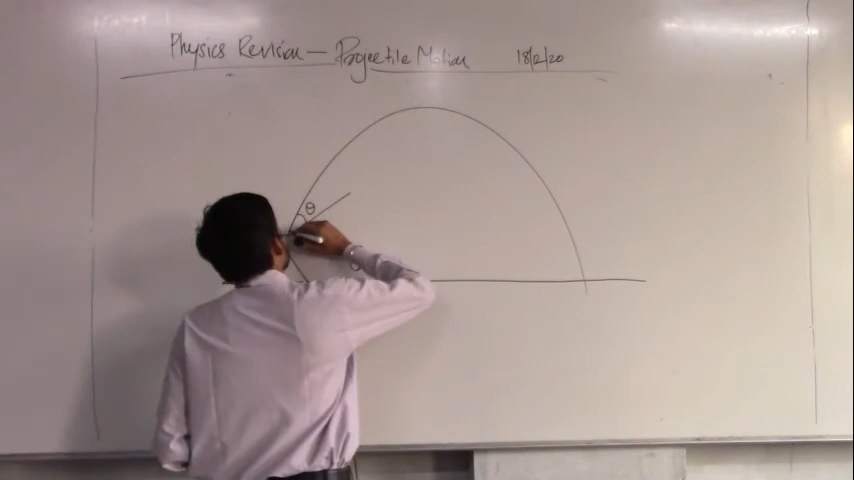 Physics Revision — Projectile Motion 18/2/20
θ